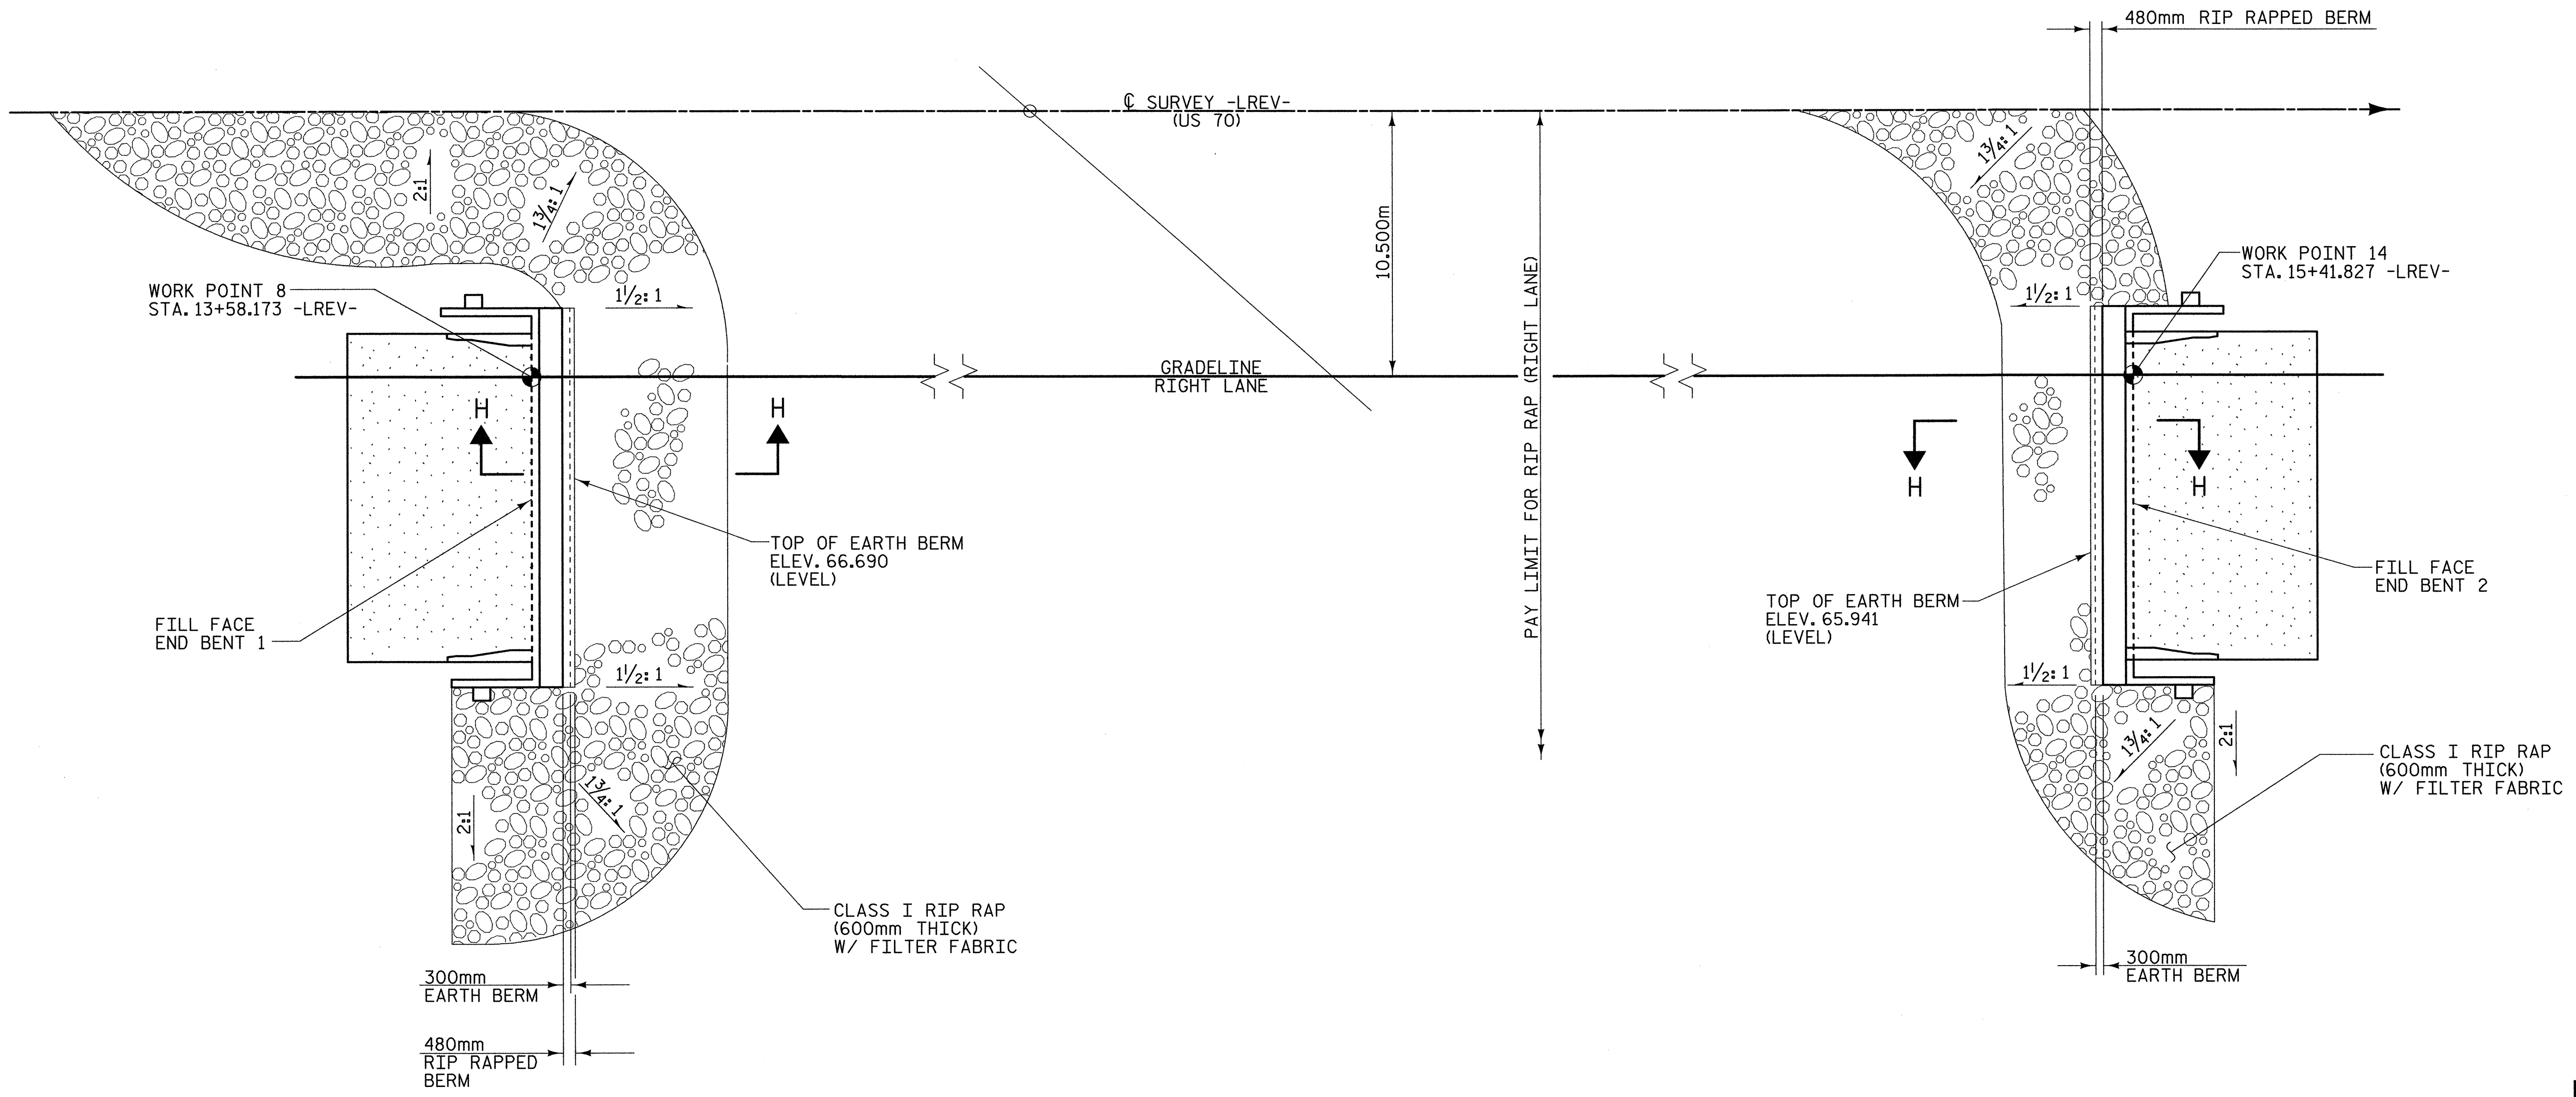 480mm RIP RAPPED BERM
℄ SURVEY -LREV-
(US 70)
2:1
1¾:1
1¾:1
10.500m
WORK POINT 8
STA. 13+58.173 -LREV-
1½:1
1½:1
WORK POINT 14
STA. 15+41.827 -LREV-
GRADELINE
RIGHT LANE
PAY LIMIT FOR RIP RAP (RIGHT LANE)
H
H
H
H
TOP OF EARTH BERM
ELEV. 66.690
(LEVEL)
FILL FACE
END BENT 1
TOP OF EARTH BERM
ELEV. 65.941
(LEVEL)
FILL FACE
END BENT 2
1½:1
1½:1
2:1
1¾:1
1¾:1
2:1
CLASS I RIP RAP
(600mm THICK)
W/ FILTER FABRIC
CLASS I RIP RAP
(600mm THICK)
W/ FILTER FABRIC
300mm
EARTH BERM
300mm
EARTH BERM
480mm
RIP RAPPED
BERM